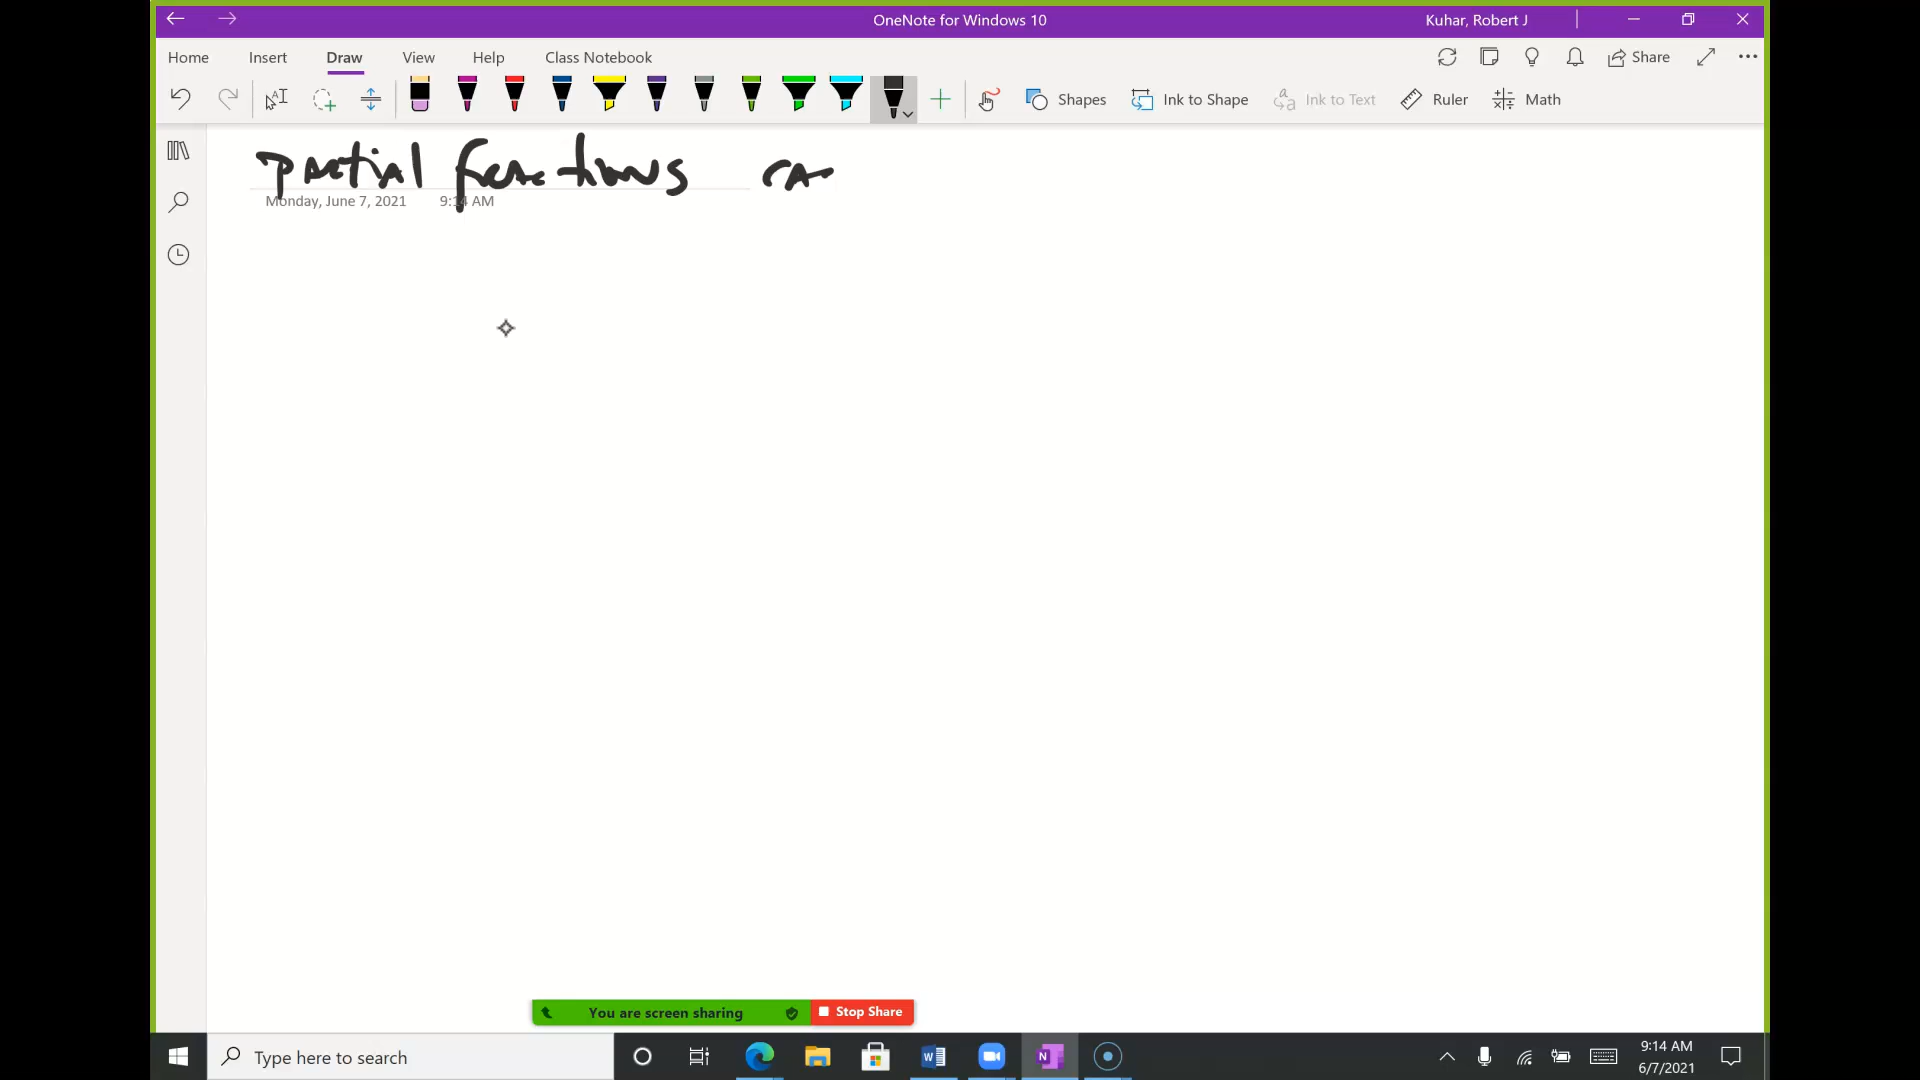 OneNote for Windows 10
Kuhar, Robert J
Home Insert Draw View Help Class Notebook
Share
Shapes
Ink to Shape
Ink to Text
Ruler
Math
Partial fractions
Monday, June 7, 2021 9:14 AM
You are screen sharing
Stop Share
Type here to search
9:14 AM
6/7/2021